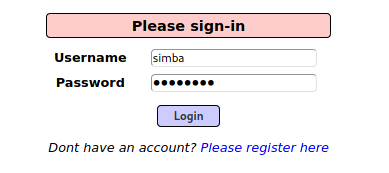 Please sign-in
Username simba
Password ●●●●●●●●
Login
Dont have an account? Please register here